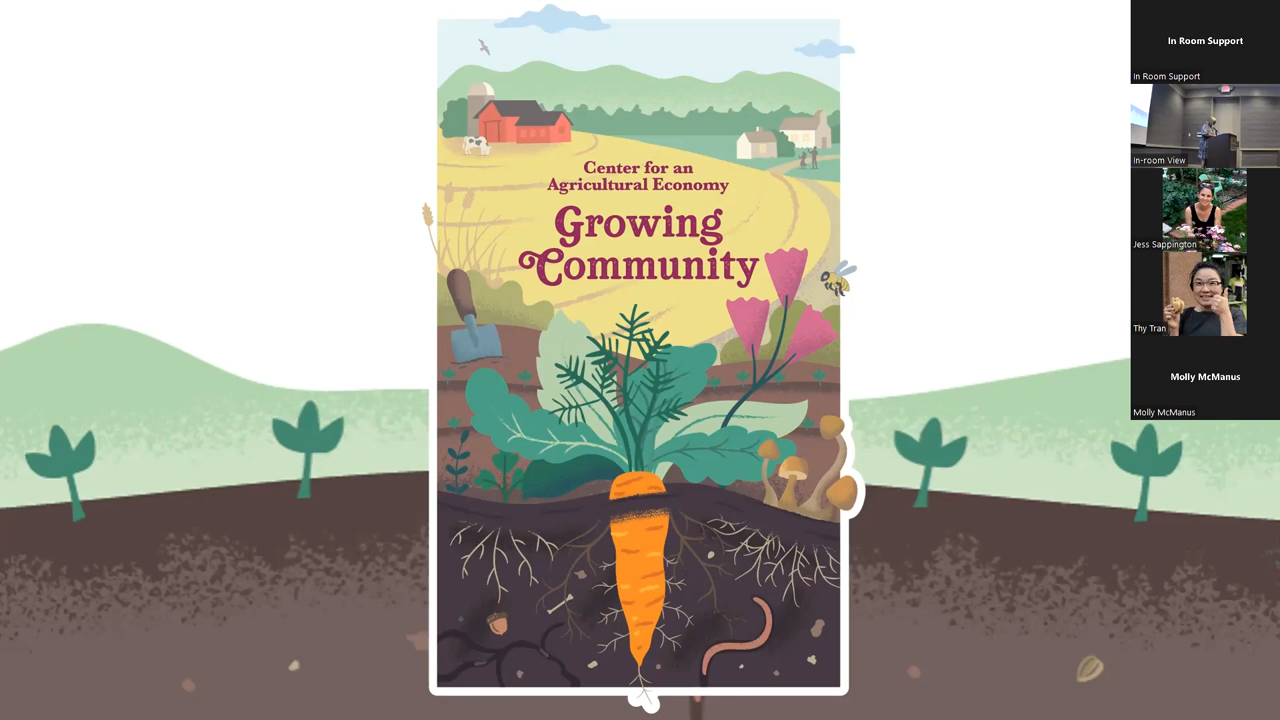 Center for an
Agricultural Economy
Growing
Community
In Room Support
In Room Support
In-room View
Jess Sappington
Thy Tran
Molly McManus
Molly McManus